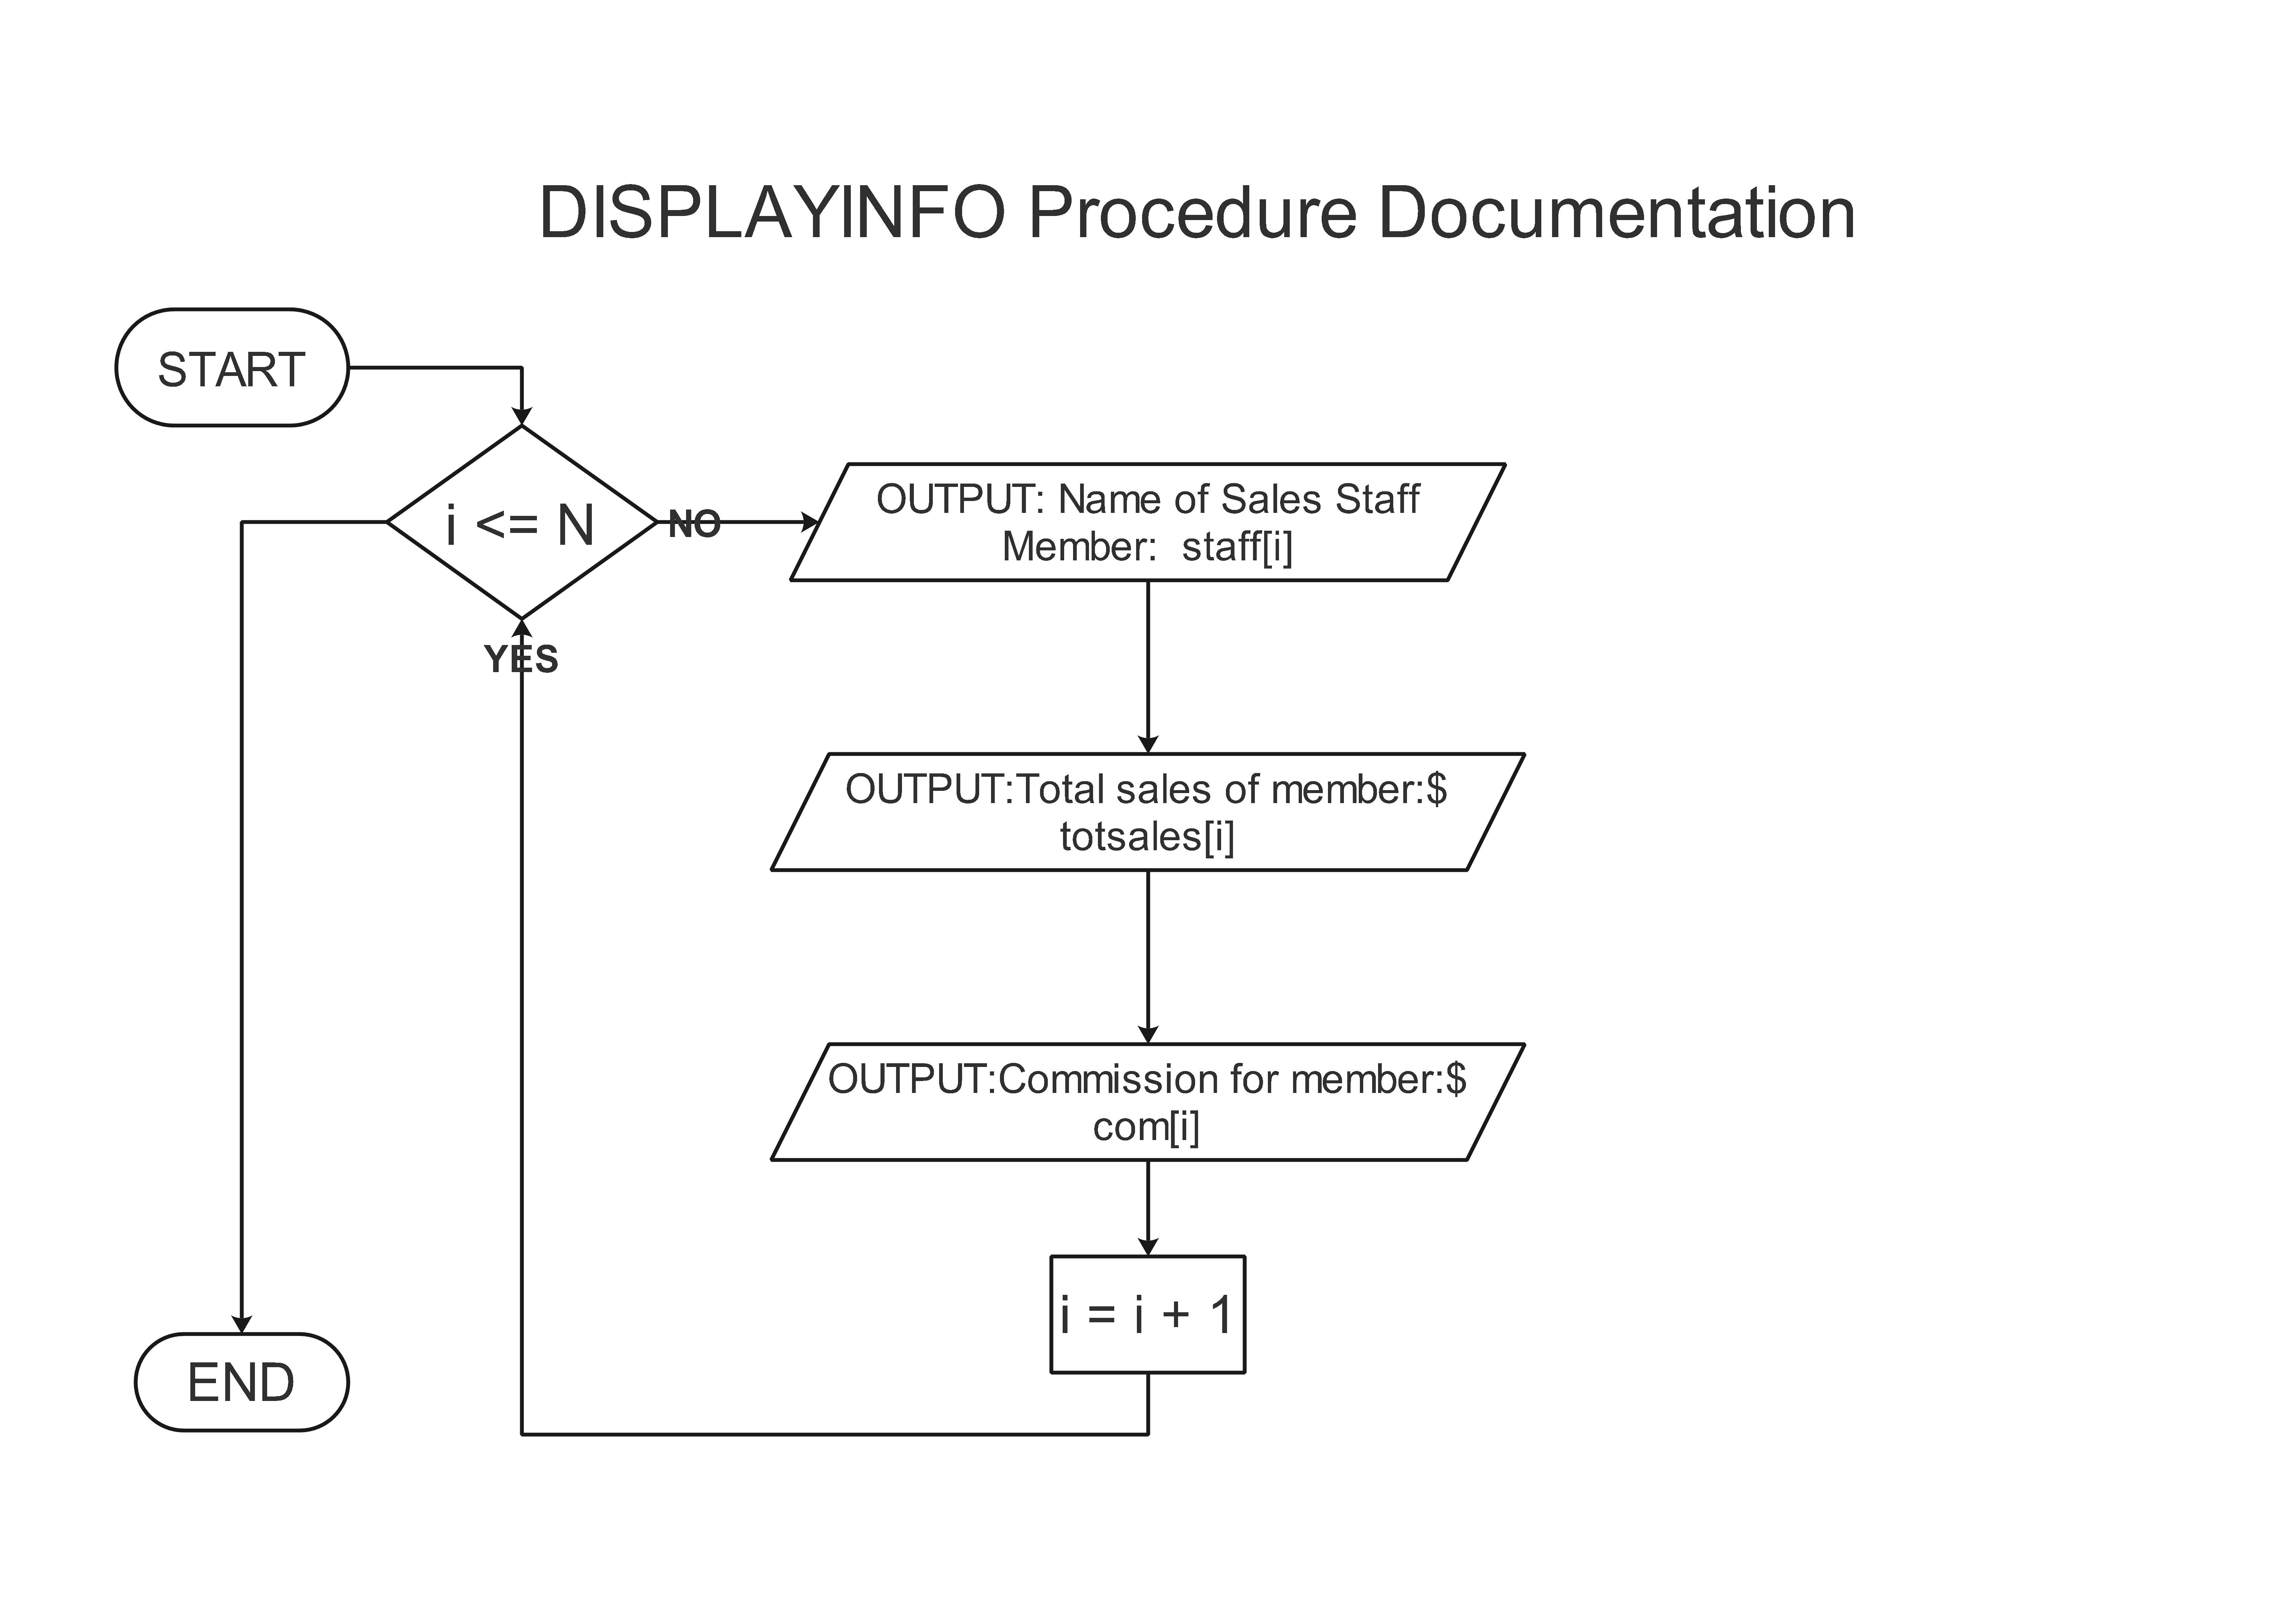 DISPLAYINFO Procedure Documentation
START
i <= N
NO
YES
OUTPUT: Name of Sales Staff
Member:  staff[i]
OUTPUT:Total sales of member:$
totsales[i]
OUTPUT:Commission for member:$
com[i]
i = i + 1
END